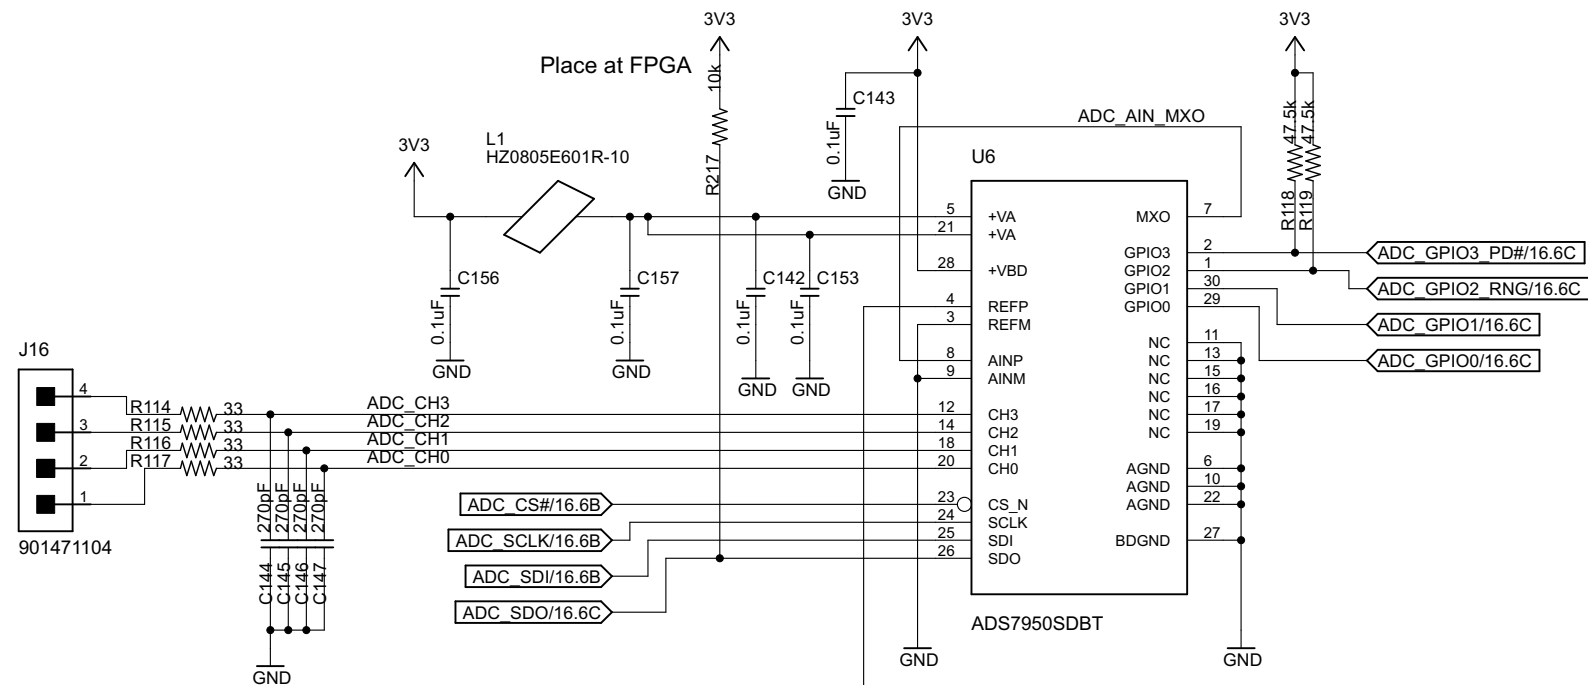 3V3
3V3
3V3
Place at FPGA
10k
R217
C143
0.1uF
GND
ADC_AIN_MXO
47.5k
47.5k
R118
R119
3V3
L1
HZ0805E601R-10
U6
5
+VA
21
+VA
28
+VBD
4
REFP
3
REFM
8
AINP
9
AINM
12
CH3
14
CH2
18
CH1
20
CH0
23
CS_N
24
SCLK
25
SDI
26
SDO
MXO
7
GPIO3
2
GPIO2
1
GPIO1
30
GPIO0
29
NC
11
NC
13
NC
15
NC
16
NC
17
NC
19
AGND
6
AGND
10
AGND
22
BDGND
27
ADS7950SDBT
ADC_GPIO3_PD#/16.6C
ADC_GPIO2_RNG/16.6C
ADC_GPIO1/16.6C
ADC_GPIO0/16.6C
C156
0.1uF
GND
C157
0.1uF
GND
C142
0.1uF
GND
C153
0.1uF
GND
J16
4
3
2
1
901471104
R114
33
ADC_CH3
R115
33
ADC_CH2
R116
33
ADC_CH1
R117
33
ADC_CH0
270pF
270pF
270pF
270pF
C144
C145
C146
C147
GND
ADC_CS#/16.6B
ADC_SCLK/16.6B
ADC_SDI/16.6B
ADC_SDO/16.6C
GND
GND